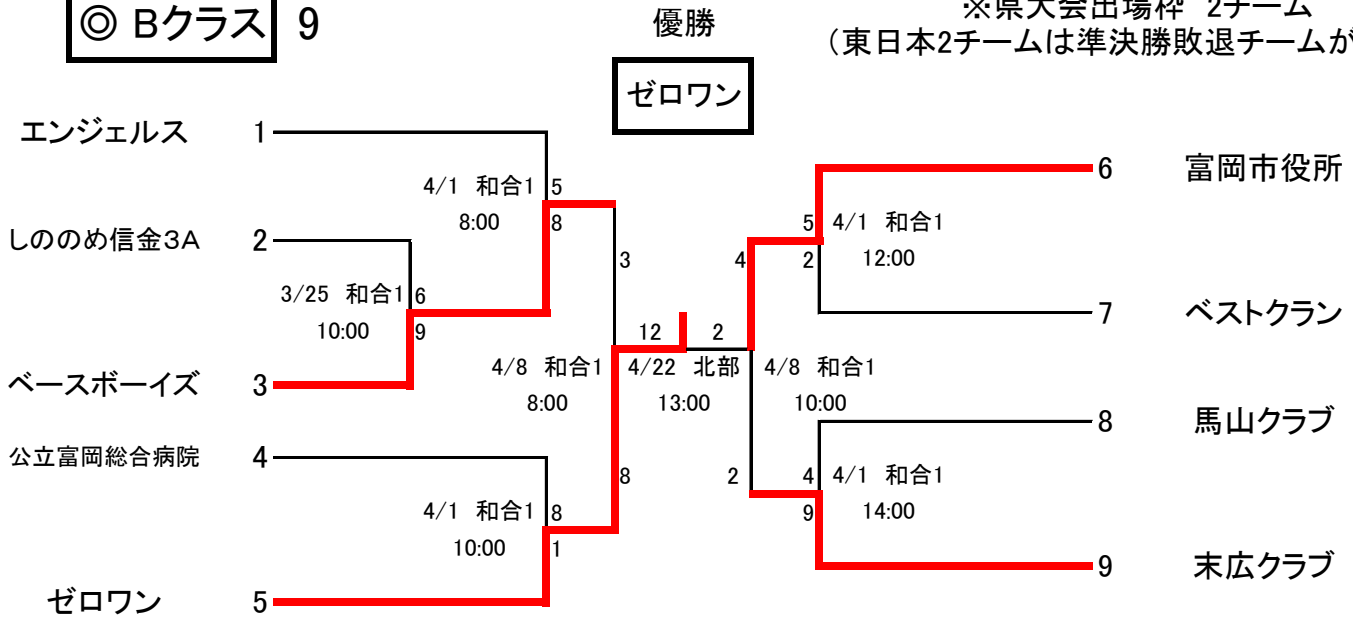 ◎ Bクラス 9
優勝
※県大会出場枠 2チーム
(東日本2チームは準決勝敗退チームが
ゼロワン
エンジェルス 1
6 富岡市役所
4/1 和合1 5
8:00 8
5 4/1 和合1
2 12:00
しののめ信金3A 2
3
4
3/25 和合1 6
10:00 9
7 ベストクラン
12 2
4/8 和合1
8:00
4/22 北部
13:00
4/8 和合1
10:00
ベースボーイズ 3
8 馬山クラブ
公立富岡総合病院 4
8
2
4 4/1 和合1
9 14:00
4/1 和合1 8
10:00 1
9 末広クラブ
ゼロワン 5